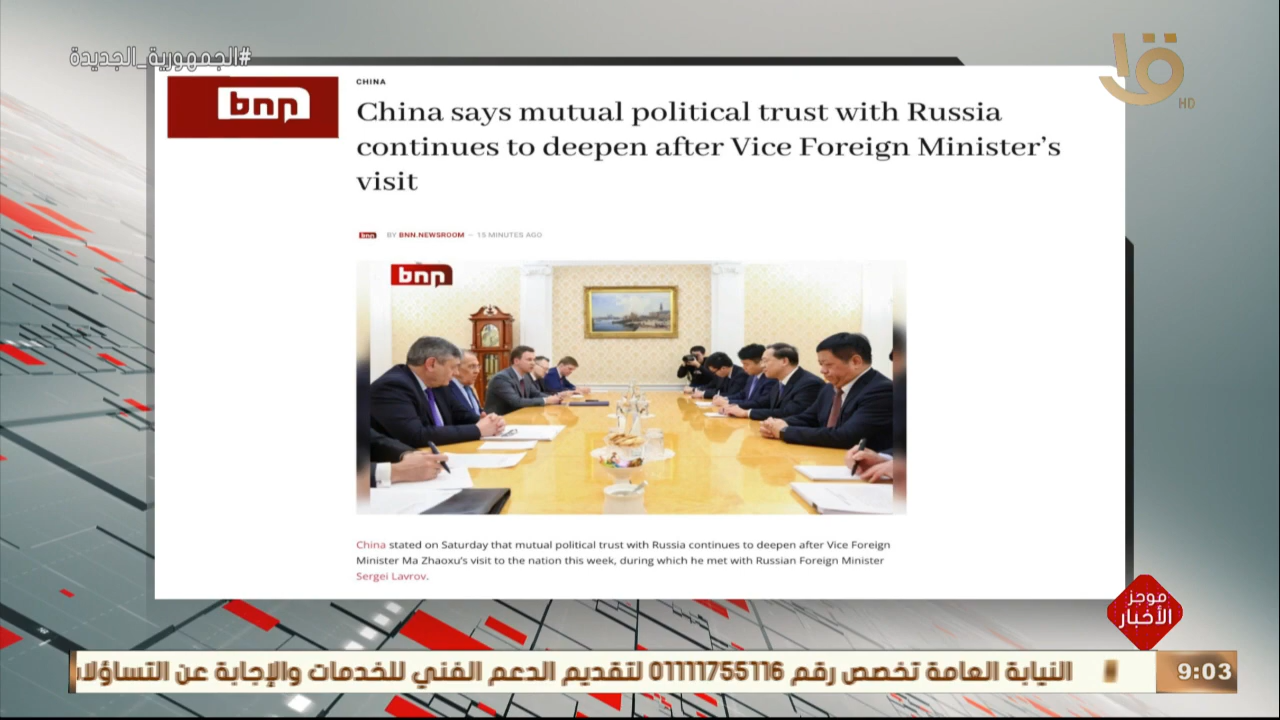 #الجمهورية_الجديدة
HD
bnn
CHINA
China says mutual political trust with Russia
continues to deepen after Vice Foreign Minister's
visit
bnn BY BNN.NEWSROOM – 15 MINUTES AGO
bnn
China stated on Saturday that mutual political trust with Russia continues to deepen after Vice Foreign
Minister Ma Zhaoxu's visit to the nation this week, during which he met with Russian Foreign Minister
Sergei Lavrov.
موجز
الأخبار
النيابة العامة تخصص رقم 01111755116 لتقديم الدعم الفني للخدمات والإجابة عن
9:03